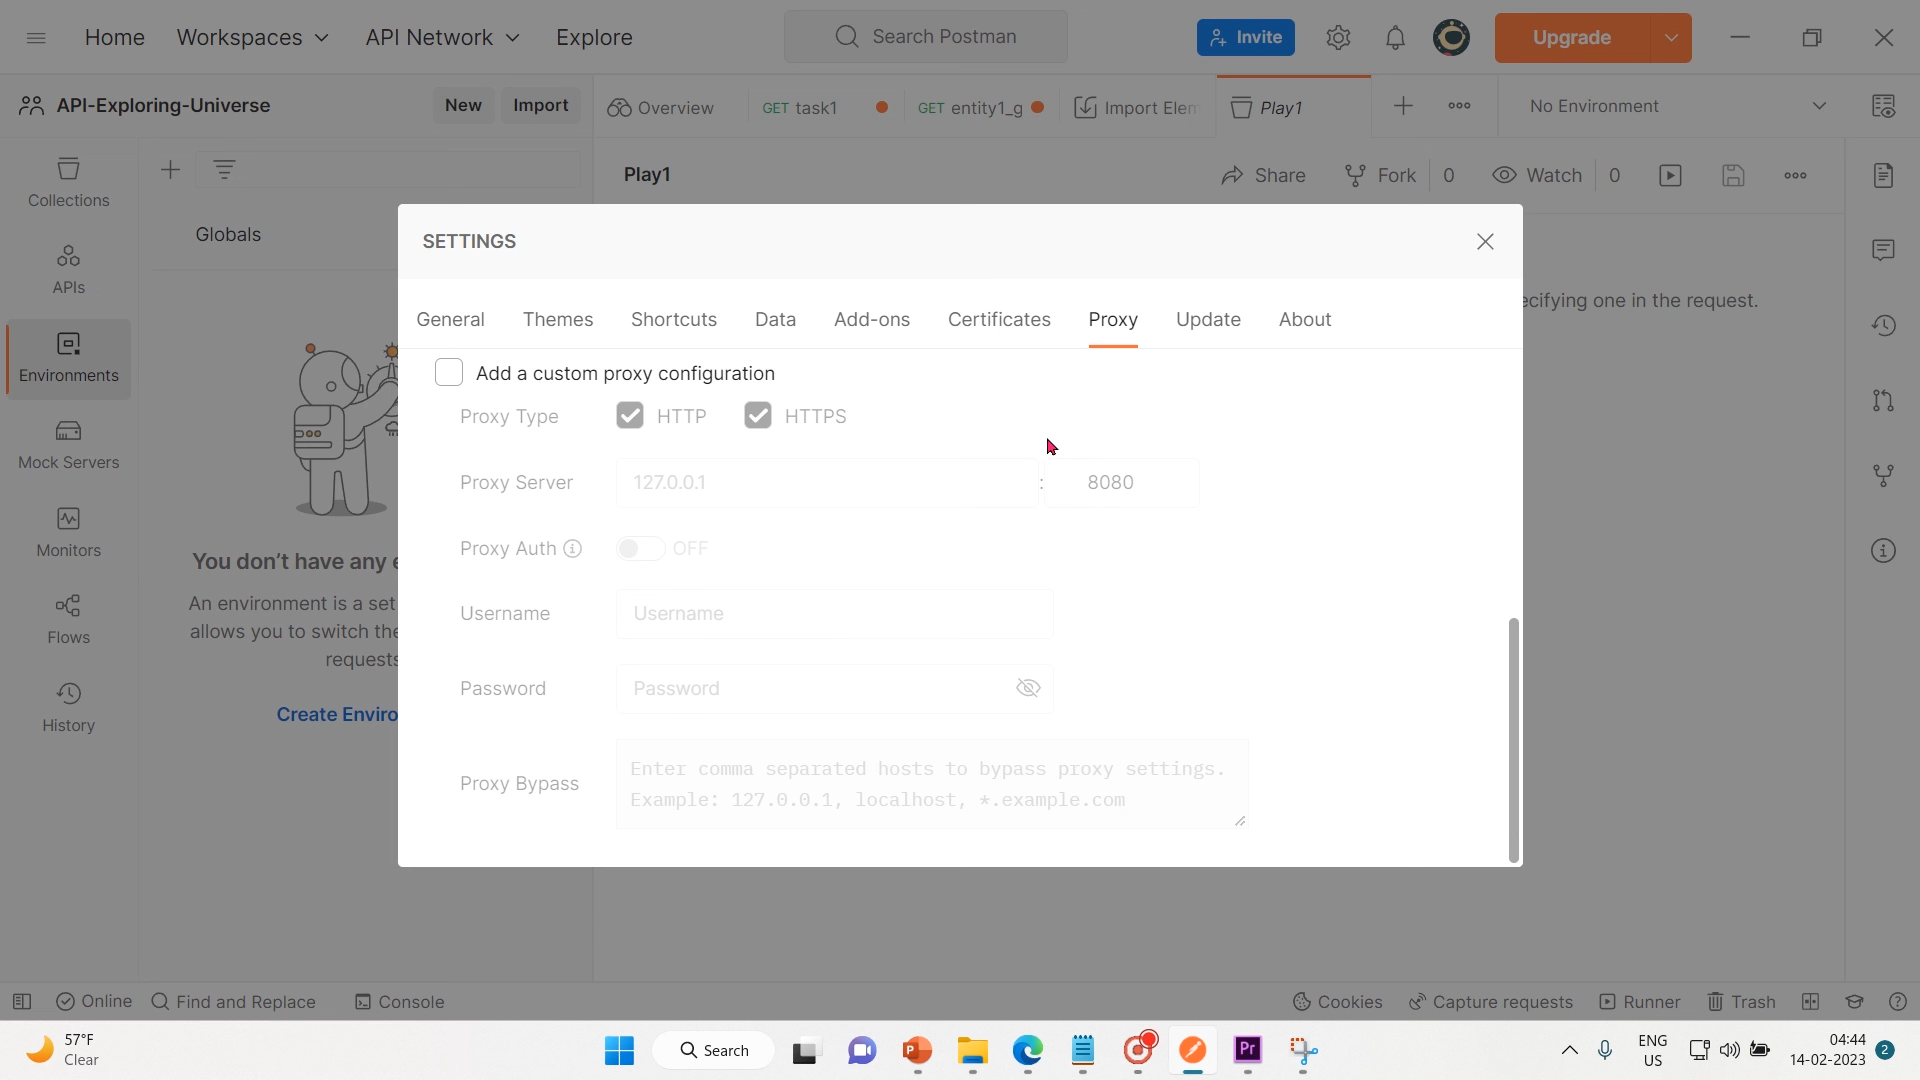 Home Workspaces API Network Explore Search Postman Invite Upgrade
API-Exploring-Universe New Import Overview GET task1 GET entity1_g Import Elem Play1 No Environment
Collections
APIs
Environments
Mock Servers
Monitors
Flows
History
Globals
You don't have any e
An environment is a set
allows you to switch the
requests
Create Enviro
Play1 Share Fork 0 Watch 0
ecifying one in the request.
SETTINGS
General Themes Shortcuts Data Add-ons Certificates Proxy Update About
Add a custom proxy configuration
Proxy Type HTTP HTTPS
Proxy Server 127.0.0.1 : 8080
Proxy Auth OFF
Username Username
Password Password
Proxy Bypass Enter comma separated hosts to bypass proxy settings.
Example: 127.0.0.1, localhost, *.example.com
Online Find and Replace Console Cookies Capture requests Runner Trash
57°F
Clear
Search
ENG
US
04:44
14-02-2023
2